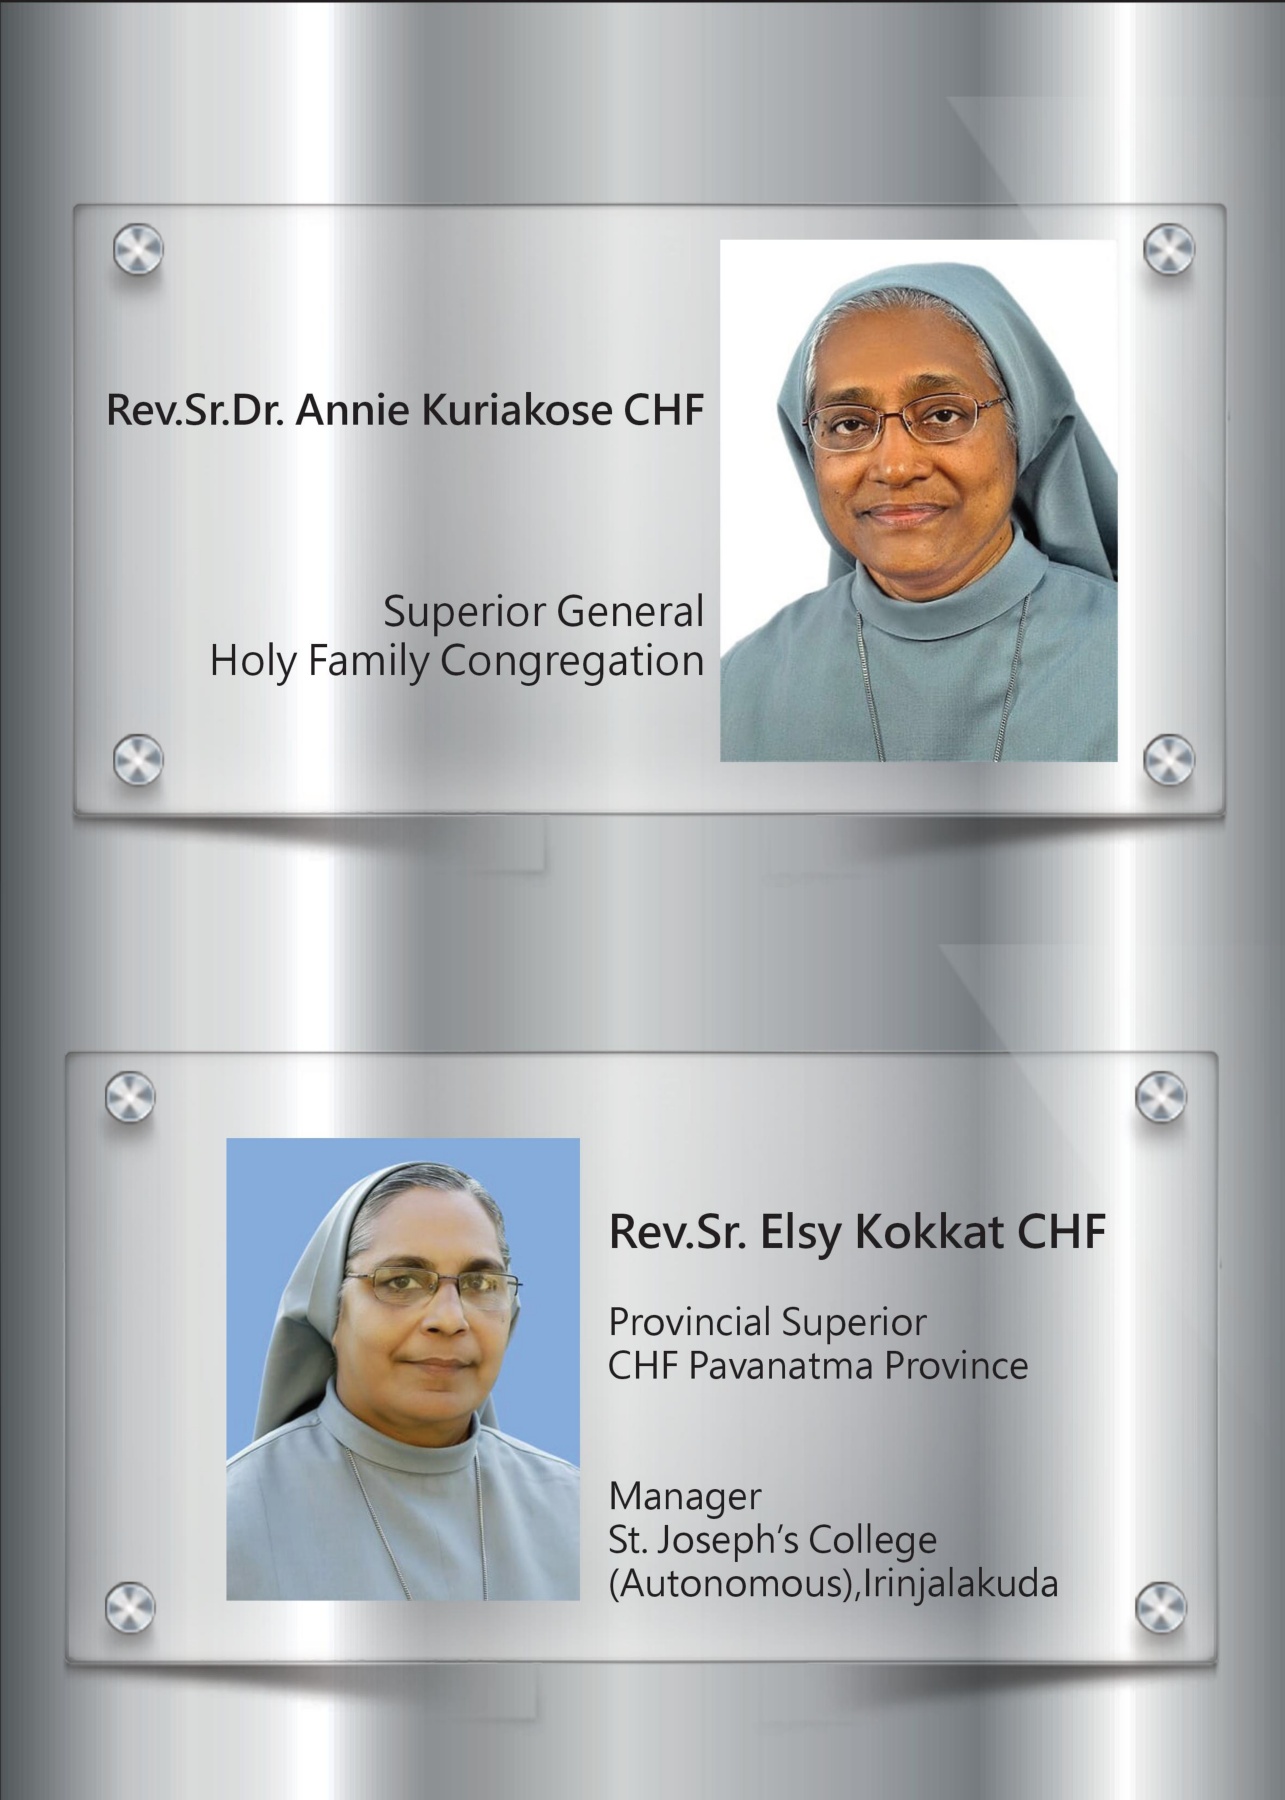 Rev.Sr.Dr. Annie Kuriakose CHF
Superior General
Holy Family Congregation
Rev.Sr. Elsy Kokkat CHF
Provincial Superior
CHF Pavanatma Province
Manager
St. Joseph’s College
(Autonomous),Irinjalakuda